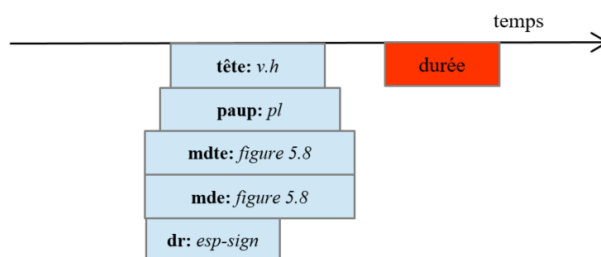 temps
tête: v.h
durée
paup: pl
mdte: figure 5.8
mde: figure 5.8
dr: esp-sign